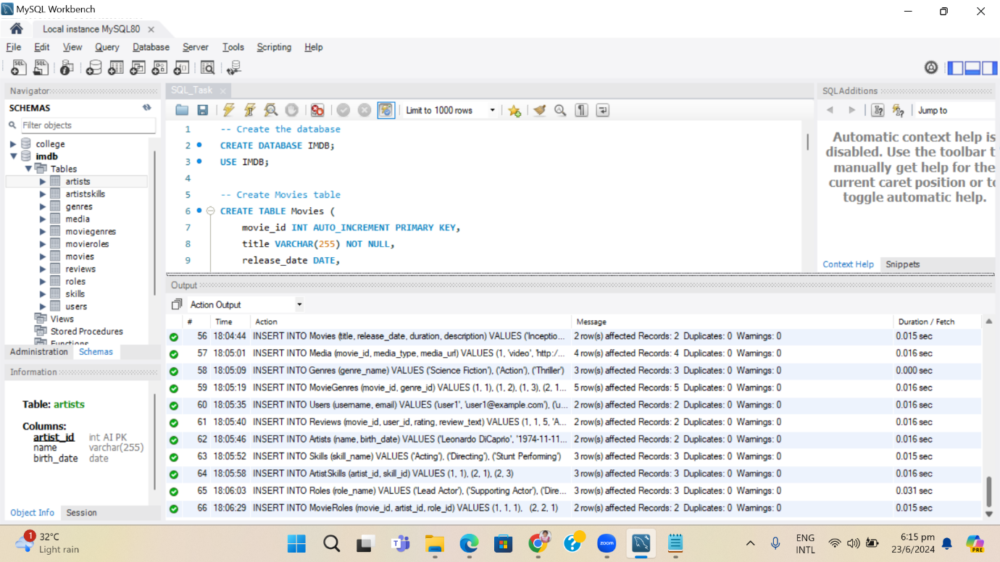 MySQL Workbench
Local instance MySQL80
File Edit View Query Database Server Tools Scripting Help
Navigator
SCHEMAS
Filter objects
college
imdb
Tables
artists
artistskills
genres
media
moviegenres
movieroles
movies
reviews
roles
skills
users
Views
Stored Procedures
Functions
Administration Schemas
Information
Table: artists
Columns:
artist_id int AI PK
name varchar(255)
birth_date date
Object Info Session
SQL_Task
Limit to 1000 rows
1 -- Create the database
2 CREATE DATABASE IMDB;
3 USE IMDB;
4
5 -- Create Movies table
6 CREATE TABLE Movies (
7 movie_id INT AUTO_INCREMENT PRIMARY KEY,
8 title VARCHAR(255) NOT NULL,
9 release_date DATE,
SQLAdditions
Jump to
Automatic context help is
disabled. Use the toolbar t
manually get help for the
current caret position or to
toggle automatic help.
Context Help Snippets
Output
Action Output
# Time Action Message Duration / Fetch
56 18:04:44 INSERT INTO Movies (title, release_date, duration, description) VALUES ('Inceptio... 2 row(s) affected Records: 2 Duplicates: 0 Warnings: 0 0.015 sec
57 18:05:01 INSERT INTO Media (movie_id, media_type, media_url) VALUES (1, 'video', 'http:/... 4 row(s) affected Records: 4 Duplicates: 0 Warnings: 0 0.016 sec
58 18:05:09 INSERT INTO Genres (genre_name) VALUES ('Science Fiction'), ('Action'), ('Thriller') 3 row(s) affected Records: 3 Duplicates: 0 Warnings: 0 0.000 sec
59 18:05:19 INSERT INTO MovieGenres (movie_id, genre_id) VALUES (1, 1), (1, 2), (1, 3), (2, 1... 5 row(s) affected Records: 5 Duplicates: 0 Warnings: 0 0.016 sec
60 18:05:35 INSERT INTO Users (username, email) VALUES ('user1', 'user1@example.com'), ('u... 2 row(s) affected Records: 2 Duplicates: 0 Warnings: 0 0.016 sec
61 18:05:40 INSERT INTO Reviews (movie_id, user_id, rating, review_text) VALUES (1, 1, 5, 'A... 2 row(s) affected Records: 2 Duplicates: 0 Warnings: 0 0.016 sec
62 18:05:46 INSERT INTO Artists (name, birth_date) VALUES ('Leonardo DiCaprio', '1974-11-11... 2 row(s) affected Records: 2 Duplicates: 0 Warnings: 0 0.016 sec
63 18:05:52 INSERT INTO Skills (skill_name) VALUES ('Acting'), ('Directing'), ('Stunt Performing') 3 row(s) affected Records: 3 Duplicates: 0 Warnings: 0 0.015 sec
64 18:05:58 INSERT INTO ArtistSkills (artist_id, skill_id) VALUES (1, 1), (2, 1), (2, 3) 3 row(s) affected Records: 3 Duplicates: 0 Warnings: 0 0.016 sec
65 18:06:03 INSERT INTO Roles (role_name) VALUES ('Lead Actor'), ('Supporting Actor'), ('Dire... 3 row(s) affected Records: 3 Duplicates: 0 Warnings: 0 0.031 sec
66 18:06:29 INSERT INTO MovieRoles (movie_id, artist_id, role_id) VALUES (1, 1, 1), (2, 2, 1) 2 row(s) affected Records: 2 Duplicates: 0 Warnings: 0 0.015 sec
1
32°C
Light rain
zoom
ENG
INTL
6:15 pm
23/6/2024
PRE